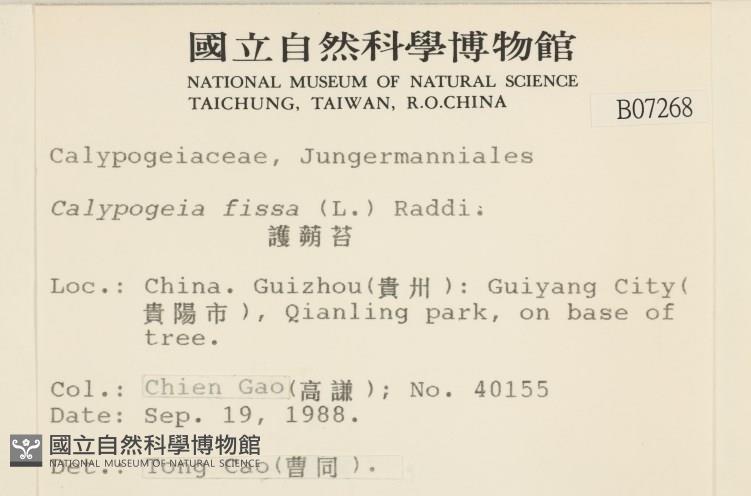 國立自然科學博物館
NATIONAL MUSEUM OF NATURAL SCIENCE
TAICHUNG, TAIWAN, R.O.CHINA
B07268
Calypogeiaceae, Jungermanniales
Calypogeia fissa (L.) Raddi.
護蒴苔
Loc.: China. Guizhou(貴州): Guiyang City(
貴陽市), Qianling park, on base of
tree.
Col.: Chien Gao(高謙); No. 40155
Date: Sep. 19, 1988.
Det.: Tong Cao(曹同).
國立自然科學博物館
NATIONAL MUSEUM OF NATURAL SCIENCE